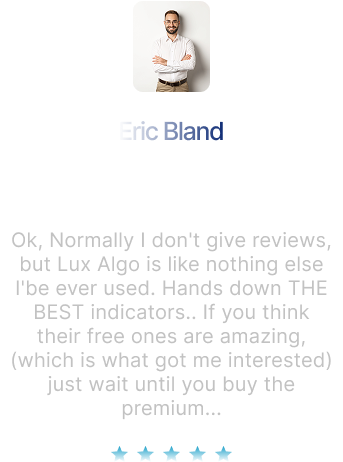 Eric Bland
Ok, Normally I don't give reviews,
but Lux Algo is like nothing else
I'be ever used. Hands down THE
BEST indicators.. If you think
their free ones are amazing,
(which is what got me interested)
just wait until you buy the
premium...